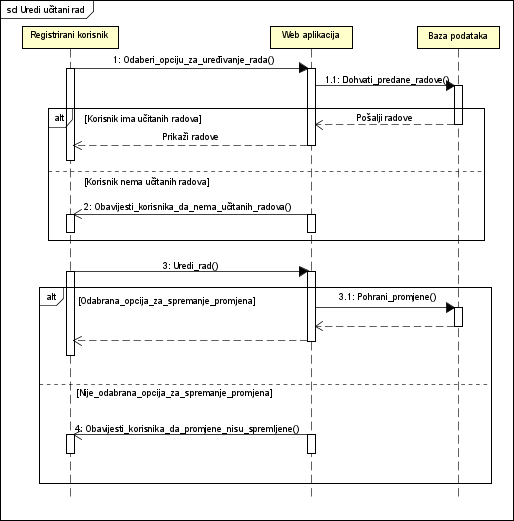 sd Uredi učitani rad
Registrirani korisnik
Web aplikacija
Baza podataka
1: Odaberi_opciju_za_uređivanje_rada()
1.1: Dohvati_predane_radove()
alt
[Korisnik ima učitanih radova]
Pošalji radove
Prikaži radove
[Korisnik nema učitanih radova]
2: Obavijesti_korisnika_da_nema_učitanih_radova()
3: Uredi_rad()
alt
[Odabrana_opcija_za_spremanje_promjena]
3.1: Pohrani_promjene()
[Nije_odabrana_opcija_za_spremanje_promjena]
4: Obavijesti_korisnika_da_promjene_nisu_spremljene()